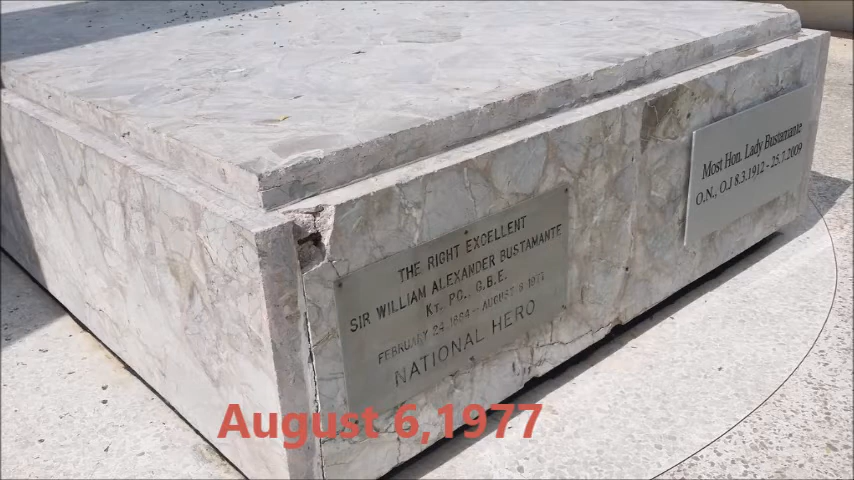 THE RIGHT EXCELLENT
SIR WILLIAM ALEXANDER BUSTAMANTE
KT. PC., G.B.E.
FEBRUARY 24, 1884 – AUGUST 6 1977
NATIONAL HERO
Most Hon. Lady Bustamante
O.N., O.J 8.3.1912 - 25.7.2009
August 6,1977